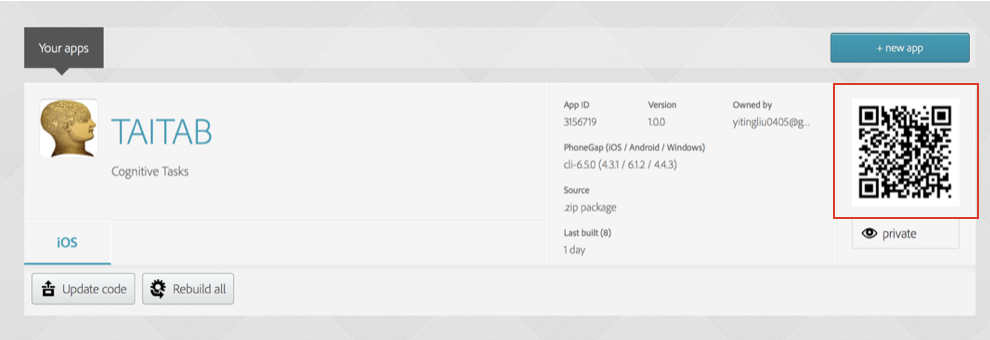 Your apps
+ new app
TAITAB
Cognitive Tasks
App ID
3156719
Version
1.0.0
Owned by
yitingliu0405@g...
PhoneGap (iOS / Android / Windows)
cli-6.5.0 (4.3.1 / 6.1.2 / 4.4.3)
Source
.zip package
Last built (8)
1 day
private
iOS
Update code
Rebuild all